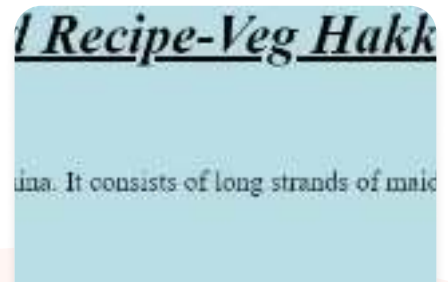 Recipe-Veg Hakk
ina. It consists of long strands of maid